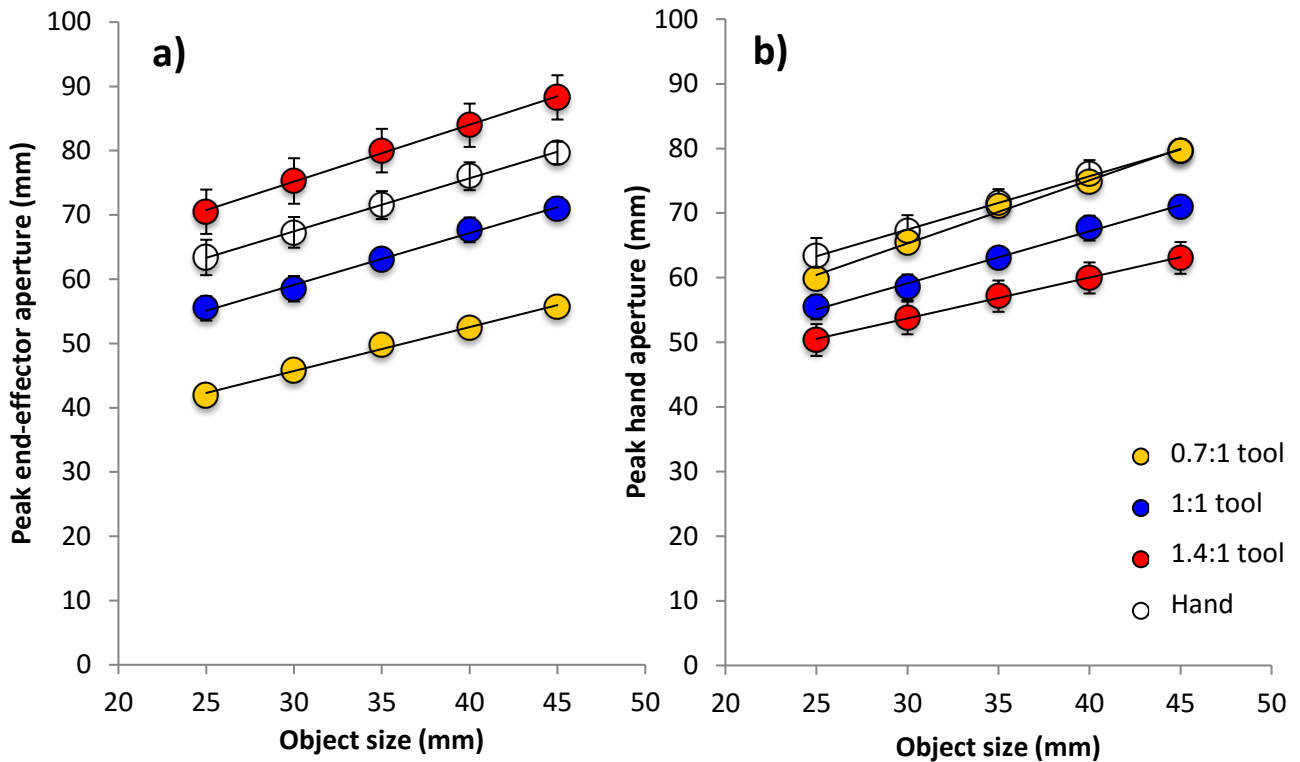 a)
Peak end-effector aperture (mm)
100
90
80
70
60
50
40
30
20
10
0
20 25 30 35 40 45 50
Object size (mm)
b)
Peak hand aperture (mm)
100
90
80
70
60
50
40
30
20
10
0
20 25 30 35 40 45 50
Object size (mm)
0.7:1 tool
1:1 tool
1.4:1 tool
Hand